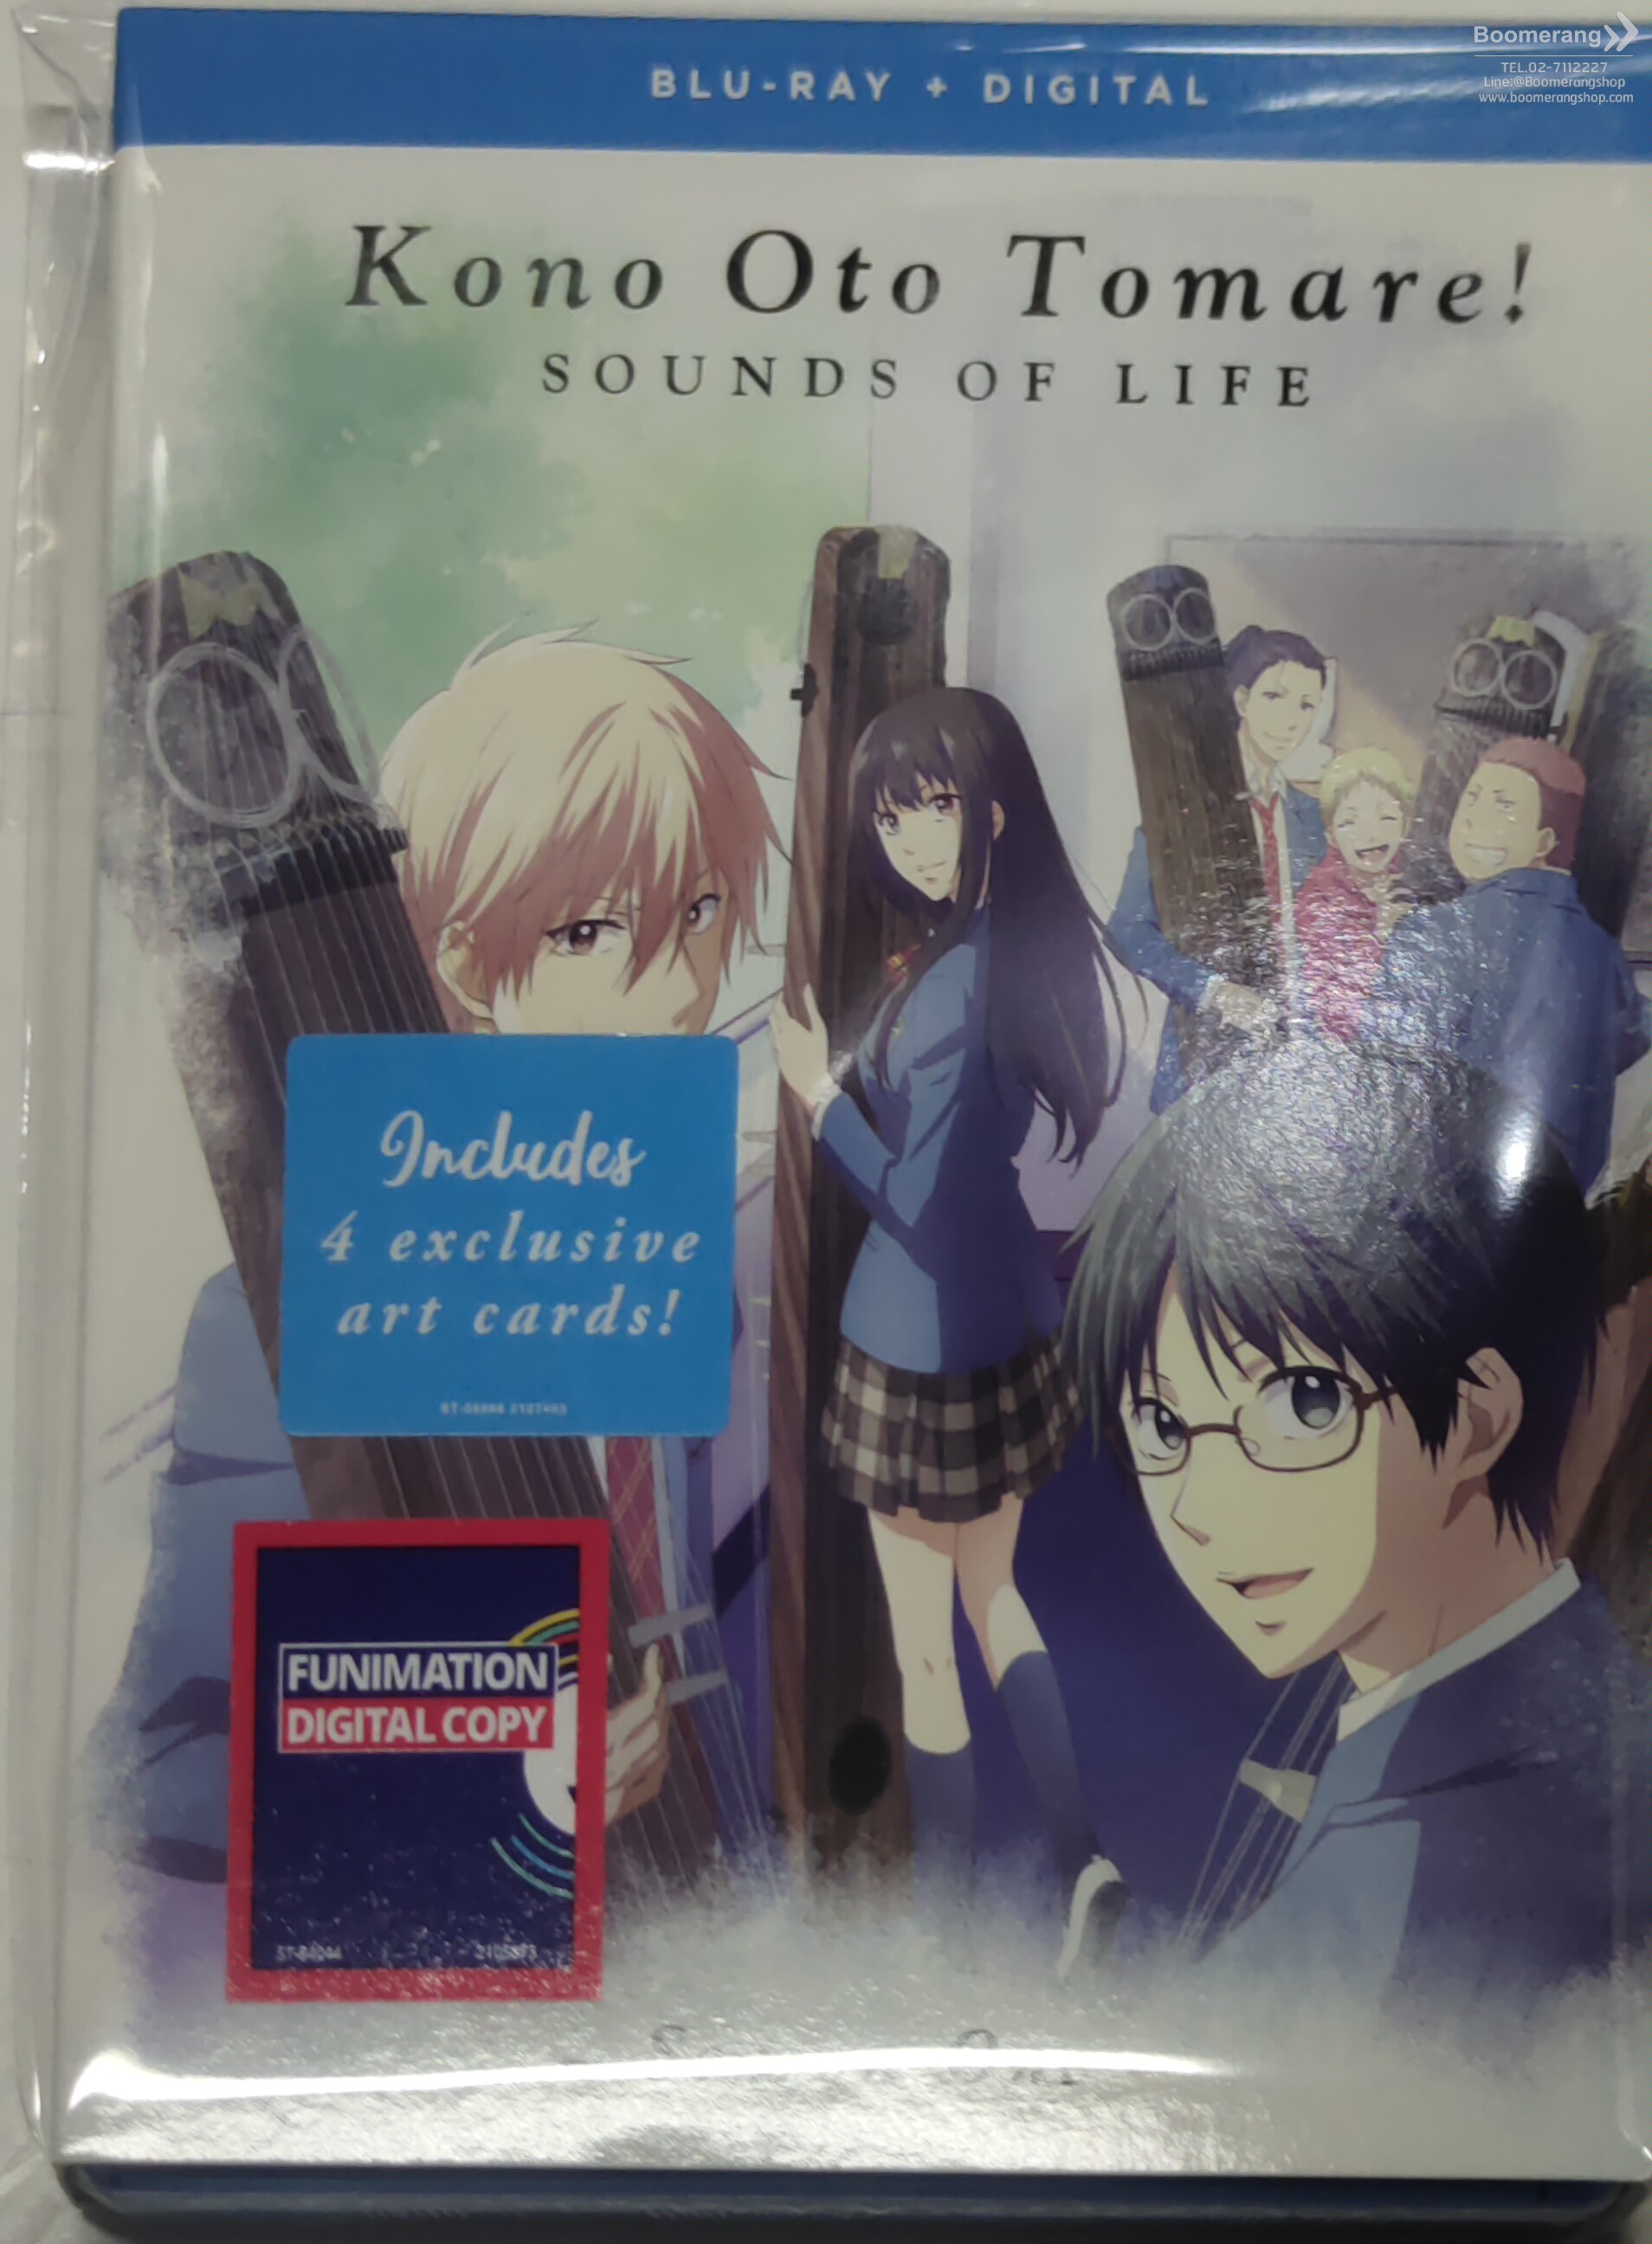 Boomerang
TEL.02-7112227
Line:@Boomerangshop
www.boomerangshop.com
BLU-RAY + DIGITAL
Kono Oto Tomare!
SOUNDS OF LIFE
Includes
4 exclusive
art cards!
FUNIMATION
DIGITAL COPY